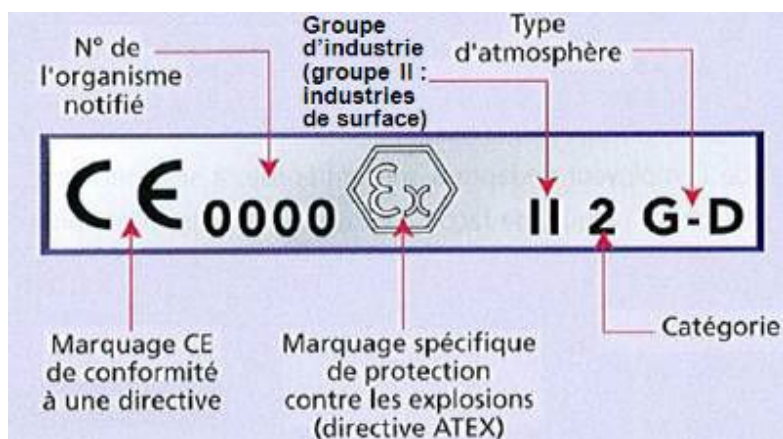 N° de
l'organisme
notifié
Groupe
d'industrie
(groupe II :
industries
de surface)
Type
d'atmosphère
CE 0000 Ex II 2 G-D
Marquage CE
de conformité
à une directive
Marquage spécifique
de protection
contre les explosions
(directive ATEX)
Catégorie